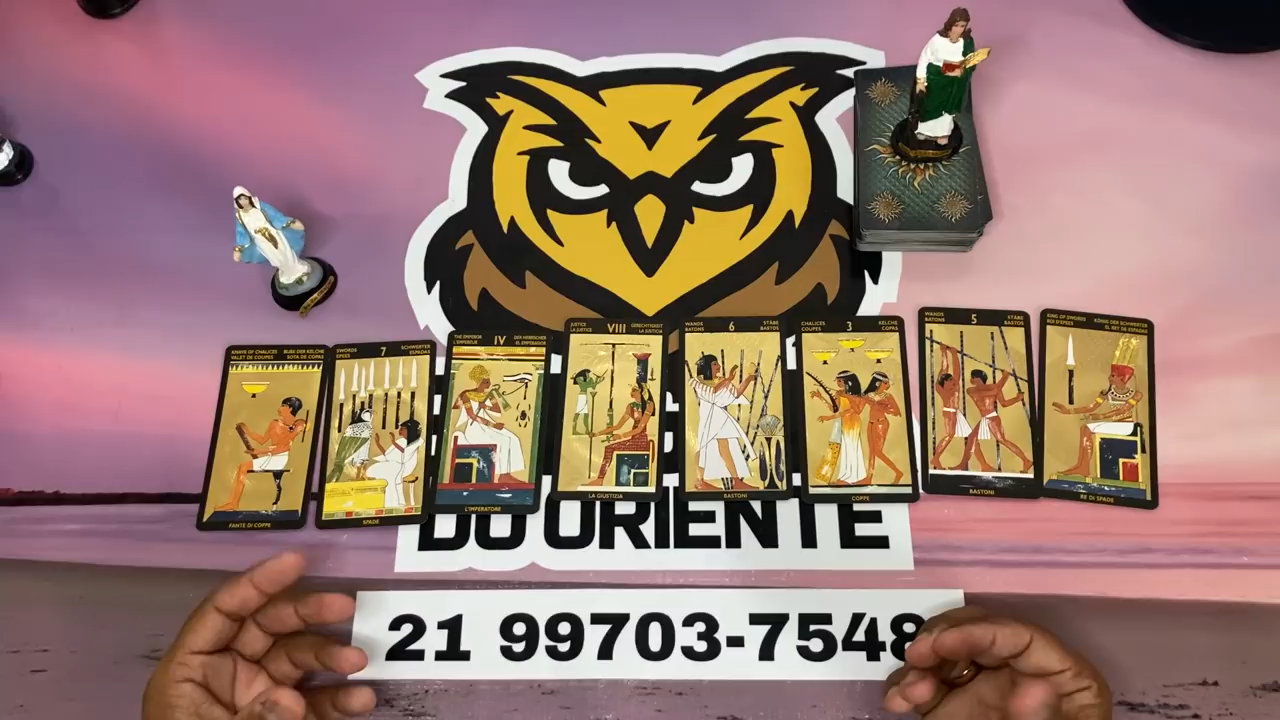 KNAVE OF CHALICES BUBE DER KELCHE
VALET DE COUPES SOTA DE COPAS
FANTE DI COPPE
SWORDS 7 SCHWERTER
EPEES ESPADAS
SPADE
THE EMPEROR IV DER HERRSCHER
L'EMPEREUR EL EMPERADOR
L'IMPERATORE
JUSTICE VIII GERECHTIGKEIT
LA JUSTICE LA JUSTICIA
LA GIUSTIZIA
WANDS 6 STÄBE
BATONS BASTOS
BASTONI
CHALICES 3 KELCHE
COUPES COPAS
COPPE
WANDS 5 STÄBE
BATONS BASTOS
BASTONI
KING OF SWORDS KÖNIG DER SCHWERTER
ROI D'EPEES EL REY DE ESPADAS
RE DI SPADE
DO ORIENTE
21 99703-7548